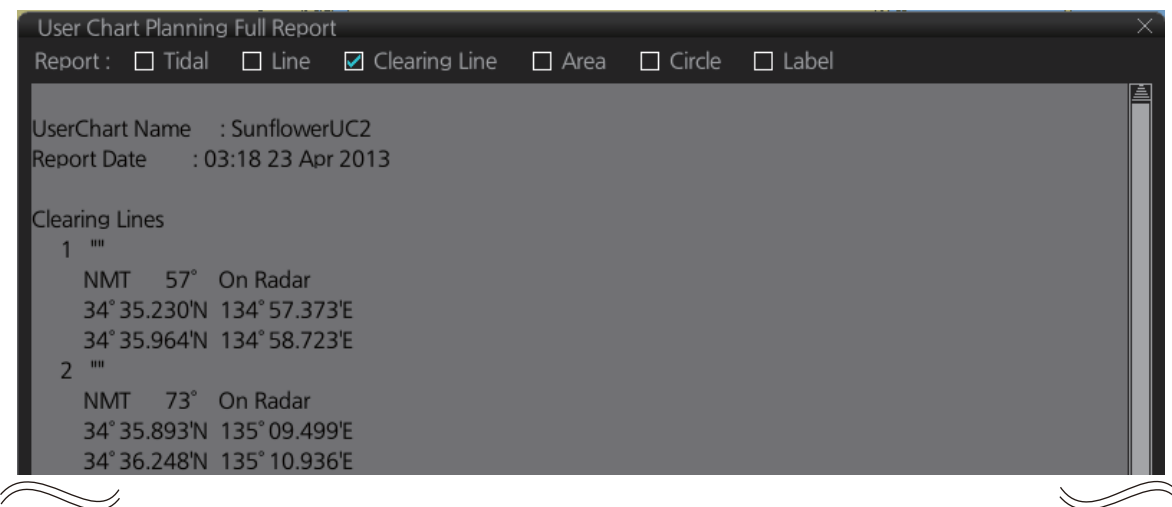 User Chart Planning Full Report
Report : Tidal Line Clearing Line Area Circle Label
UserChart Name : SunflowerUC2
Report Date : 03:18 23 Apr 2013
Clearing Lines
1 ""
NMT 57° On Radar
34°35.230'N 134°57.373'E
34°35.964'N 134°58.723'E
2 ""
NMT 73° On Radar
34°35.893'N 135°09.499'E
34°36.248'N 135°10.936'E